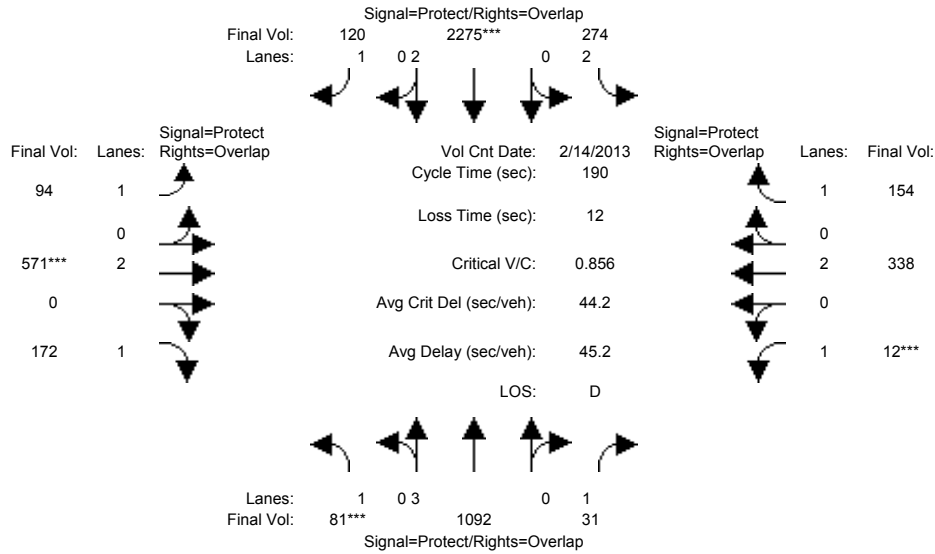 Signal=Protect/Rights=Overlap
Final Vol: 120 2275*** 274
Lanes: 1 0 2 0 2
Signal=Protect
Final Vol: Lanes: Rights=Overlap
Vol Cnt Date: 2/14/2013
Signal=Protect
Rights=Overlap Lanes: Final Vol:
Cycle Time (sec): 190
94 1
1 154
Loss Time (sec): 12
0
0
571*** 2
Critical V/C: 0.856
2 338
0 0
Avg Crit Del (sec/veh): 44.2
0
172 1
Avg Delay (sec/veh): 45.2
1 12***
LOS: D
Lanes: 1 0 3 0 1
Final Vol: 81*** 1092 31
Signal=Protect/Rights=Overlap